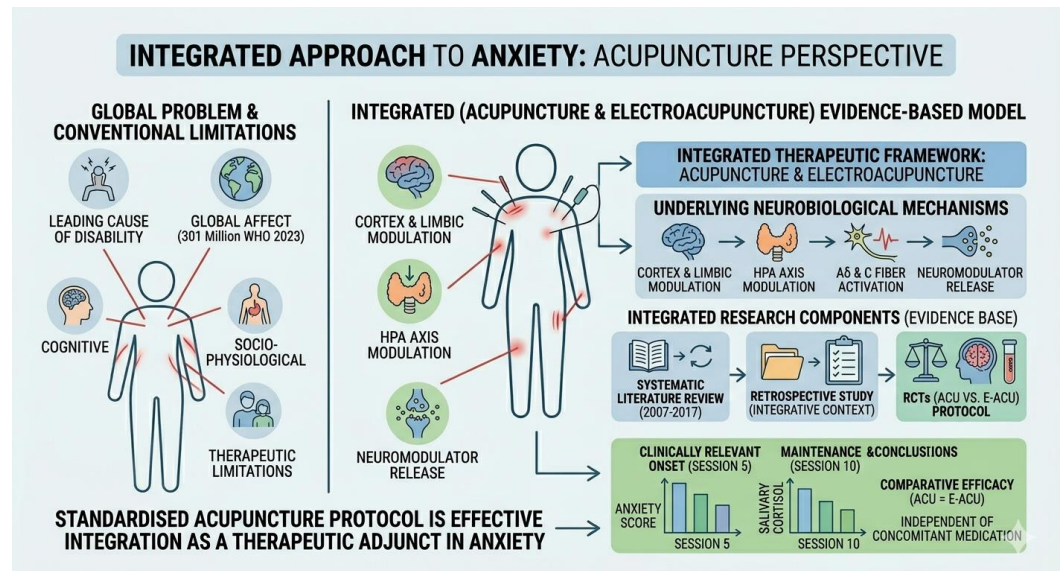 INTEGRATED APPROACH TO ANXIETY: ACUPUNCTURE PERSPECTIVE
GLOBAL PROBLEM &
CONVENTIONAL LIMITATIONS
LEADING CAUSE
OF DISABILITY
GLOBAL AFFECT
(301 Million WHO 2023)
COGNITIVE
SOCIO-
PHYSIOLOGICAL
THERAPEUTIC
LIMITATIONS
INTEGRATED (ACUPUNCTURE & ELECTROACUPUNCTURE) EVIDENCE-BASED MODEL
CORTEX & LIMBIC
MODULATION
HPA AXIS
MODULATION
NEUROMODULATOR
RELEASE
INTEGRATED THERAPEUTIC FRAMEWORK:
ACUPUNCTURE & ELECTROACUPUNCTURE
UNDERLYING NEUROBIOLOGICAL MECHANISMS
CORTEX & LIMBIC
MODULATION
HPA AXIS
MODULATION
Aδ & C FIBER
ACTIVATION
NEUROMODULATOR
RELEASE
INTEGRATED RESEARCH COMPONENTS (EVIDENCE BASE)
SYSTEMATIC
LITERATURE REVIEW
(2007-2017)
RETROSPECTIVE STUDY
(INTEGRATIVE CONTEXT)
RCTs (ACU VS. E-ACU)
PROTOCOL
CLINICALLY RELEVANT
ONSET (SESSION 5)
ANXIETY
SCORE
SESSION 5
MAINTENANCE &CONCLUSIONS
(SESSION 10)
SALIVARY
CORTISOL
SESSION 10
COMPARATIVE EFFICACY
(ACU = E-ACU)
INDEPENDENT OF
CONCOMITANT MEDICATION
STANDARDISED ACUPUNCTURE PROTOCOL IS EFFECTIVE
INTEGRATION AS A THERAPEUTIC ADJUNCT IN ANXIETY